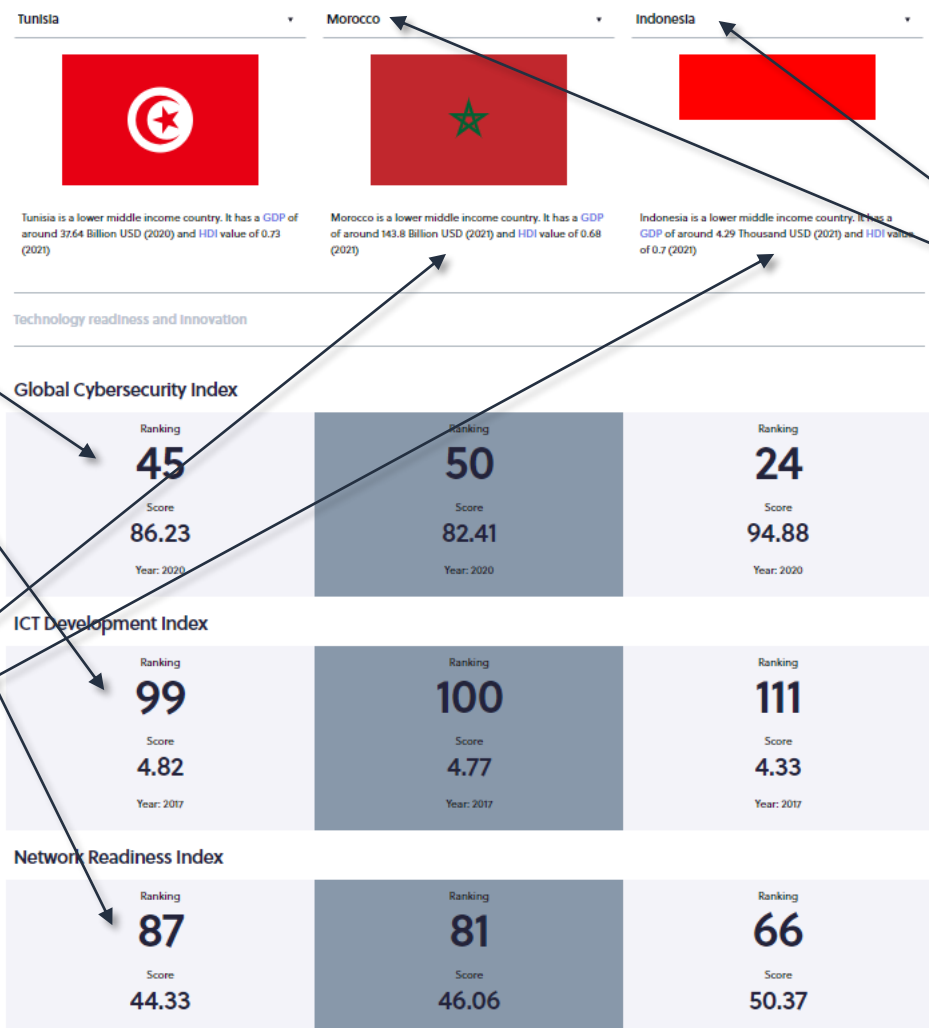 Tunisia
Morocco
Indonesia
Tunisia is a lower middle income country. It has a GDP of
around 37.64 Billion USD (2020) and HDI value of 0.73
(2021)
Morocco is a lower middle income country. It has a GDP
of around 143.8 Billion USD (2021) and HDI value of 0.68
(2021)
Indonesia is a lower middle income country. It has a
GDP of around 4.29 Thousand USD (2021) and HDI value
of 0.7 (2021)
Technology readiness and innovation
Global Cybersecurity Index
Ranking
45
Score
86.23
Year: 2020
Ranking
50
Score
82.41
Year: 2020
Ranking
24
Score
94.88
Year: 2020
ICT Development Index
Ranking
99
Score
4.82
Year: 2017
Ranking
100
Score
4.77
Year: 2017
Ranking
111
Score
4.33
Year: 2017
Network Readiness Index
Ranking
87
Score
44.33
Ranking
81
Score
46.06
Ranking
66
Score
50.37